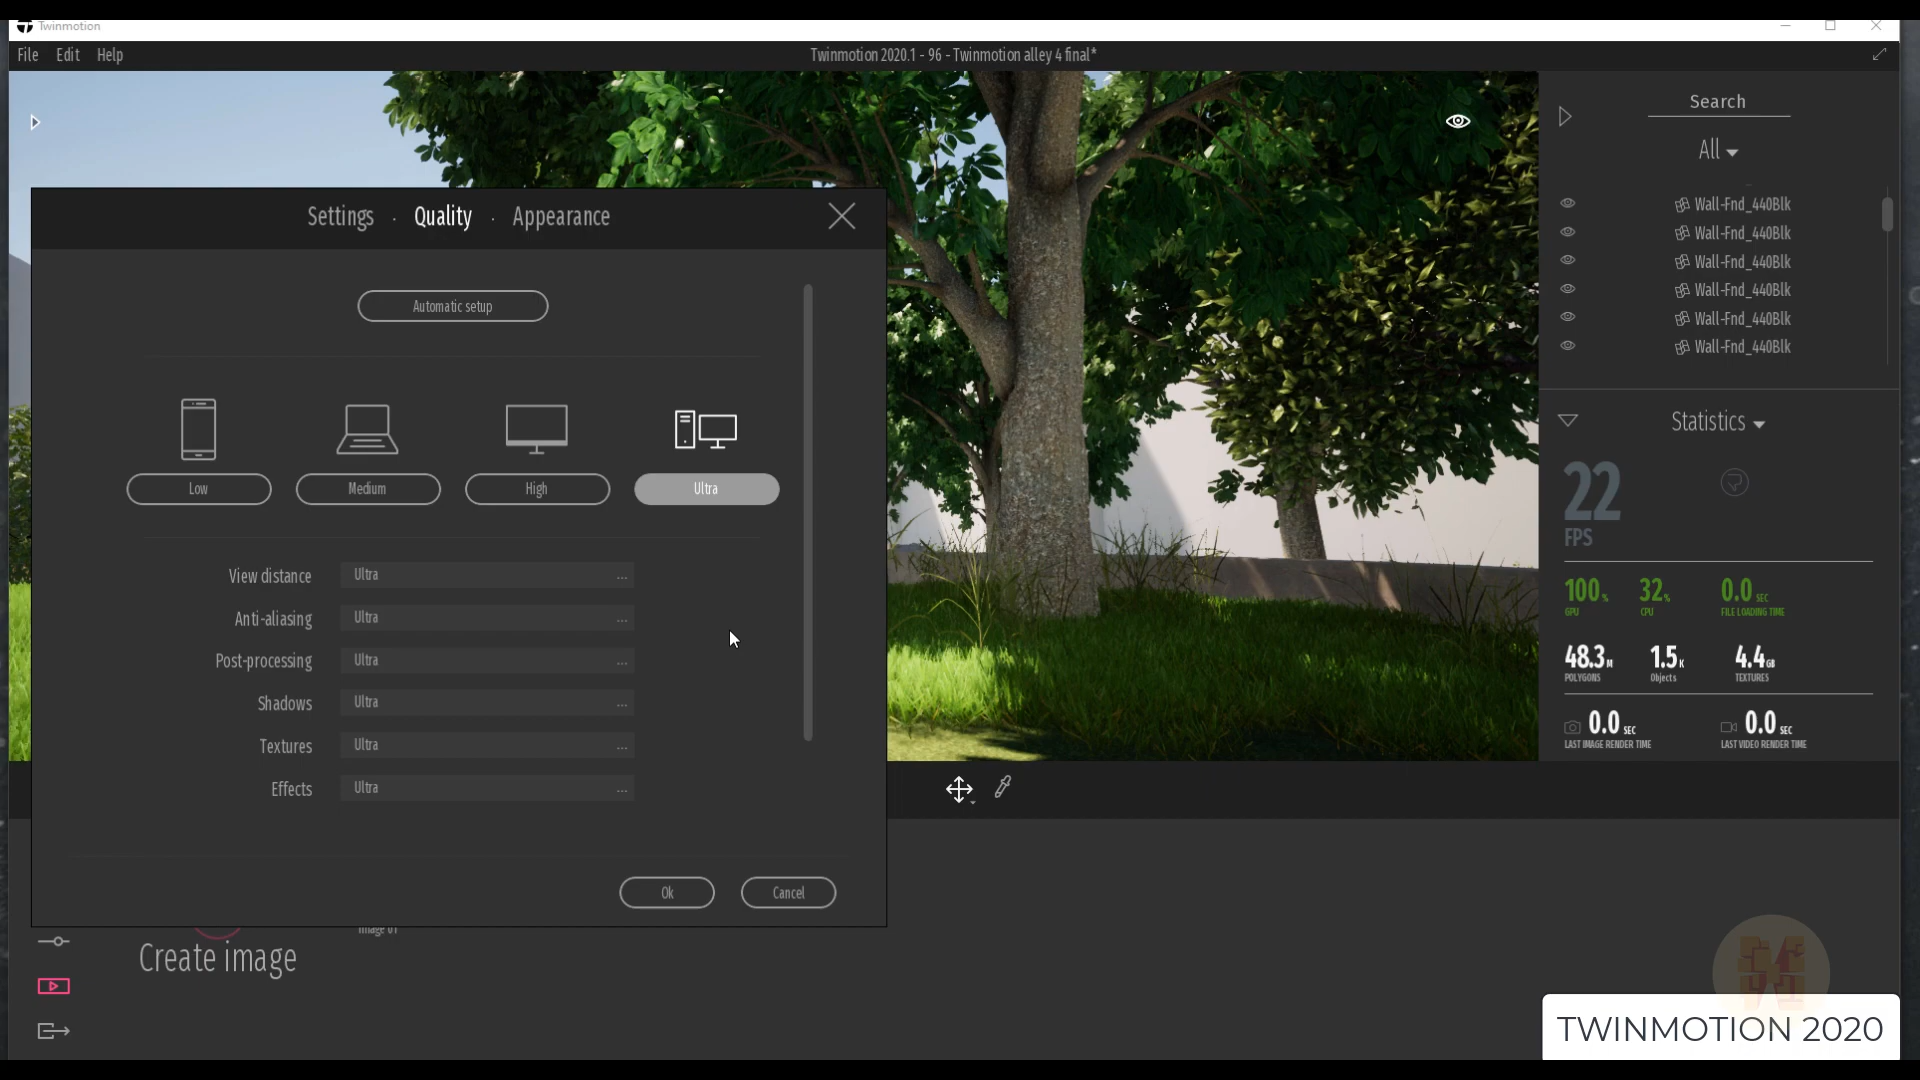 Twinmotion
File Edit Help
Twinmotion 2020.1 - 96 - Twinmotion alley 4 final*
Search
All
Wall-Fnd_440Blk
Wall-Fnd_440Blk
Wall-Fnd_440Blk
Wall-Fnd_440Blk
Wall-Fnd_440Blk
Wall-Fnd_440Blk
Settings · Quality · Appearance
Automatic setup
Low Medium High Ultra
View distance Ultra ...
Anti-aliasing Ultra ...
Post-processing Ultra ...
Shadows Ultra ...
Textures Ultra ...
Effects Ultra ...
Ok Cancel
Statistics
22
FPS
100% 32% 0.0 SEC
GPU CPU FILE LOADING TIME
48.3M 1.5K 4.4GB
POLYGONS Objects TEXTURES
0.0 SEC 0.0 SEC
LAST IMAGE RENDER TIME LAST VIDEO RENDER TIME
Image 01
Create image
TWINMOTION 2020